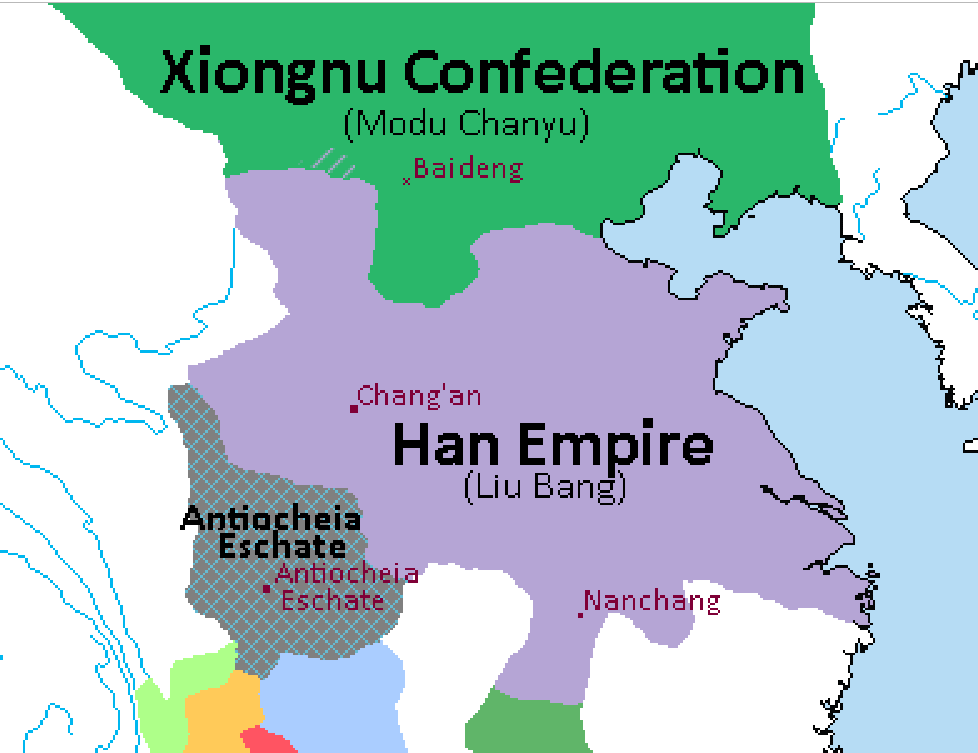 Xiongnu Confederation
(Modu Chanyu)
Baideng
Chang'an
Han Empire
(Liu Bang)
Antiocheia
Eschate
Antiocheia
Eschate
Nanchang